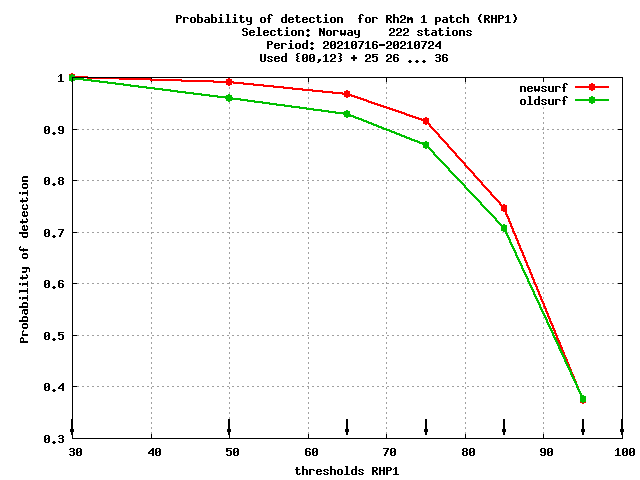 Probability of detection  for Rh2m 1 patch (RHP1)
Selection: Norway    222 stations
Period: 20210716-20210724
Used {00,12} + 25 26 ... 36
newsurf
oldsurf
Probability of detection
1
0.9
0.8
0.7
0.6
0.5
0.4
0.3
30 40 50 60 70 80 90 100
thresholds RHP1